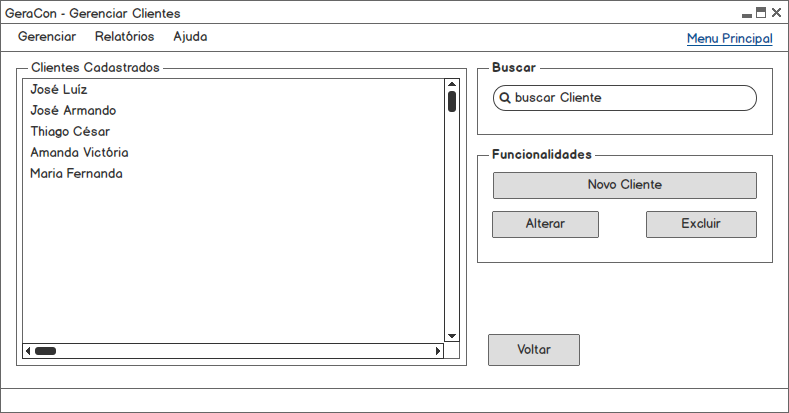 GeraCon - Gerenciar Clientes
Gerenciar Relatórios Ajuda
Menu Principal
Clientes Cadastrados
José Luíz
José Armando
Thiago César
Amanda Victória
Maria Fernanda
Buscar
buscar Cliente
Funcionalidades
Novo Cliente
Alterar
Excluir
Voltar